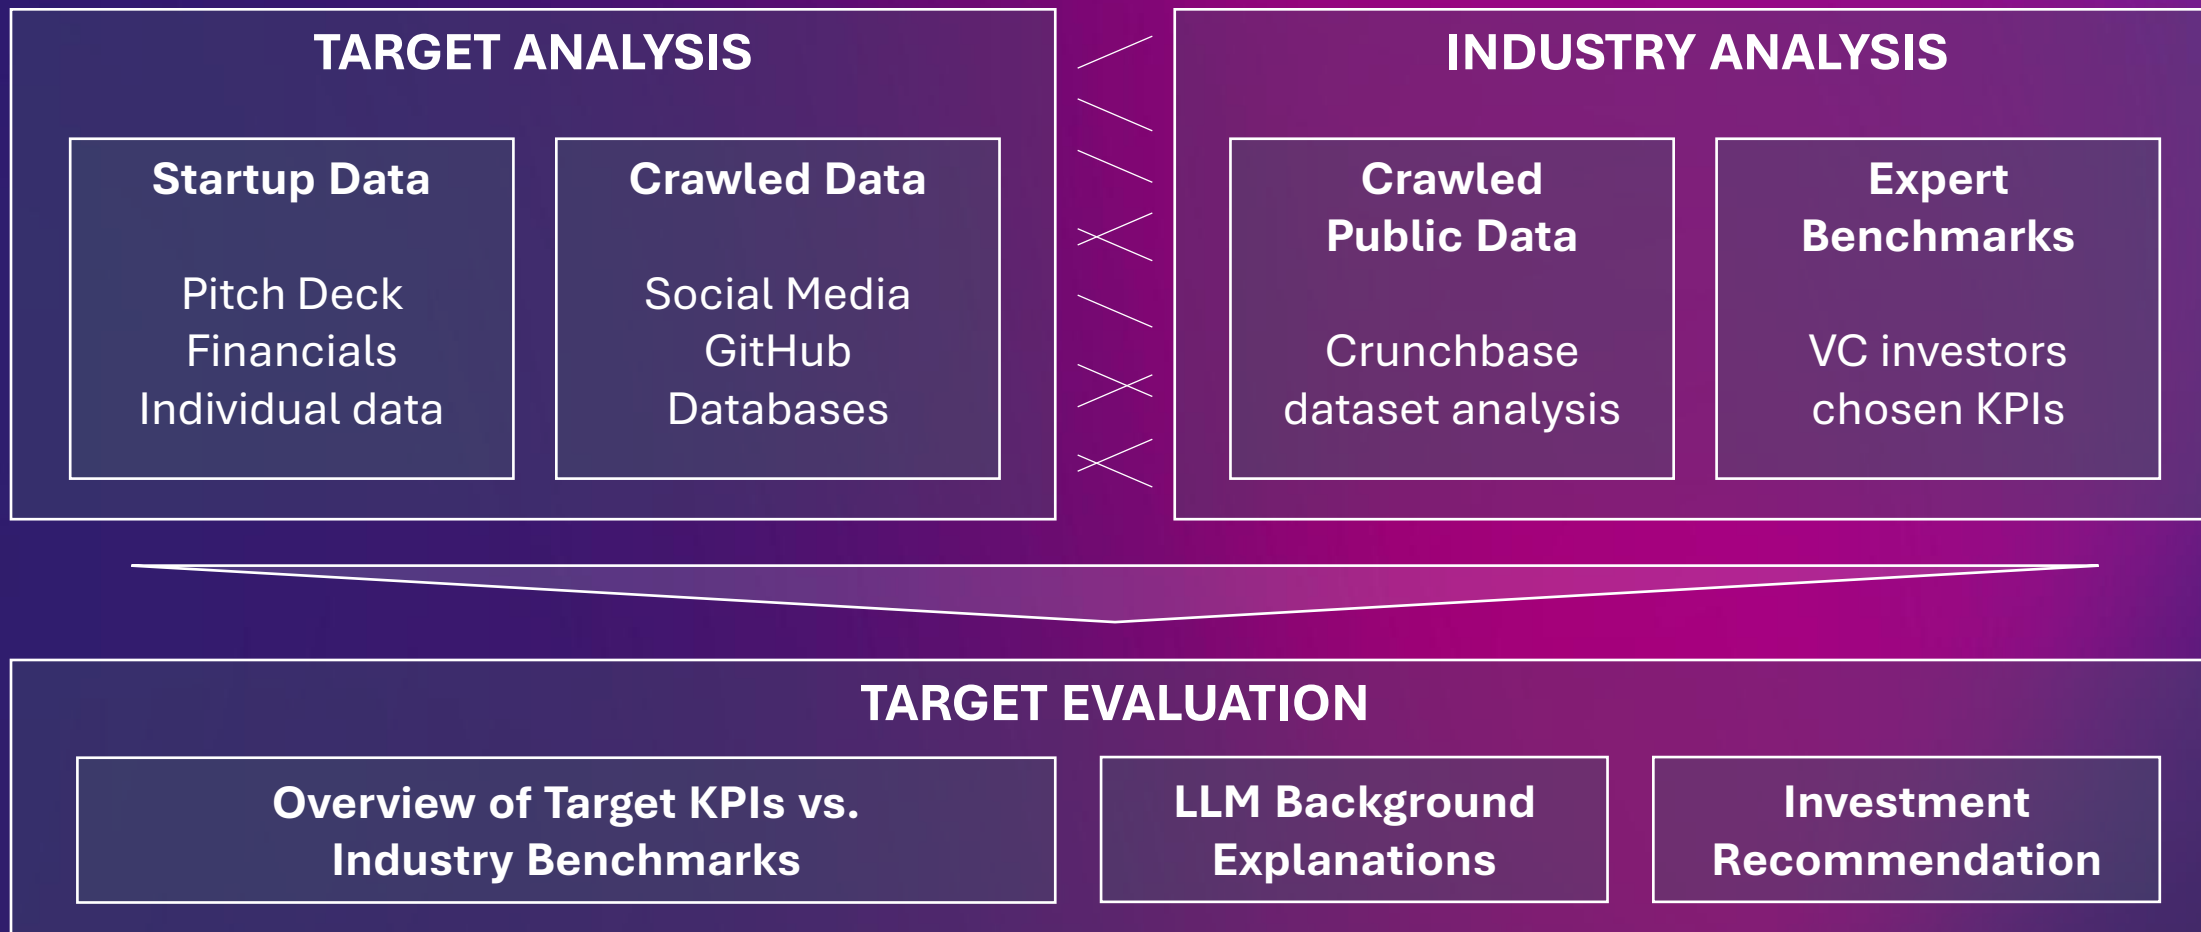 TARGET ANALYSIS
Startup Data
Pitch Deck
Financials
Individual data
Crawled Data
Social Media
GitHub
Databases
INDUSTRY ANALYSIS
Crawled
Public Data
Crunchbase
dataset analysis
Expert
Benchmarks
VC investors
chosen KPIs
TARGET EVALUATION
Overview of Target KPIs vs.
Industry Benchmarks
LLM Background
Explanations
Investment
Recommendation